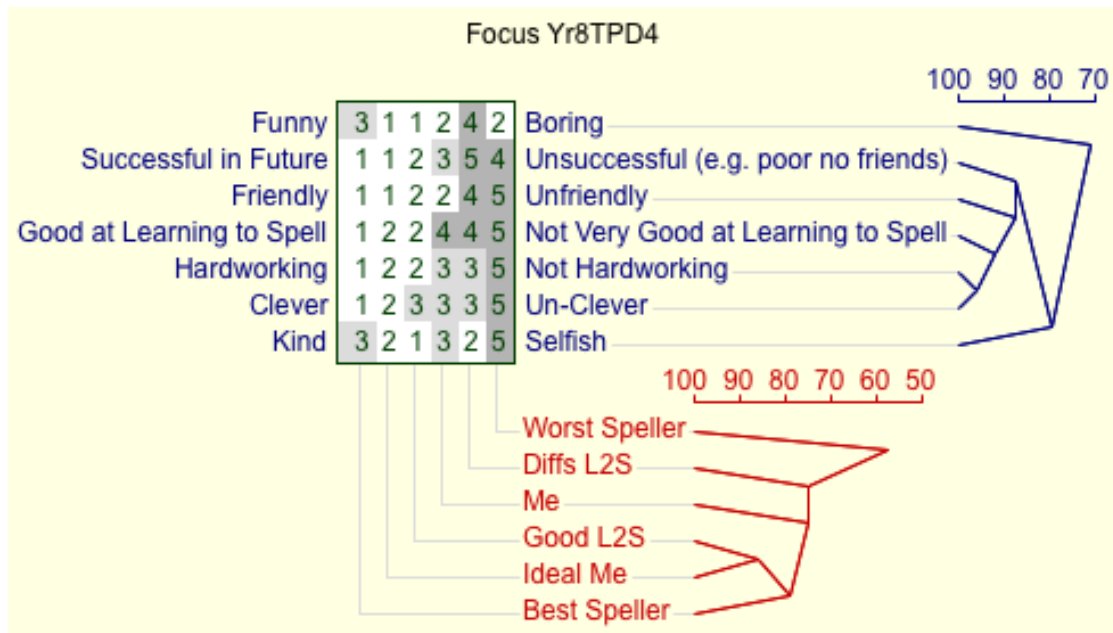 Focus Yr8TPD4
100 90 80 70
Funny 3 1 1 2 4 2 Boring
Successful in Future 1 1 2 3 5 4 Unsuccessful (e.g. poor no friends)
Friendly 1 1 2 2 4 5 Unfriendly
Good at Learning to Spell 1 2 2 4 4 5 Not Very Good at Learning to Spell
Hardworking 1 2 2 3 3 5 Not Hardworking
Clever 1 2 3 3 3 5 Un-Clever
Kind 3 2 1 3 2 5 Selfish
100 90 80 70 60 50
Worst Speller
Diffs L2S
Me
Good L2S
Ideal Me
Best Speller